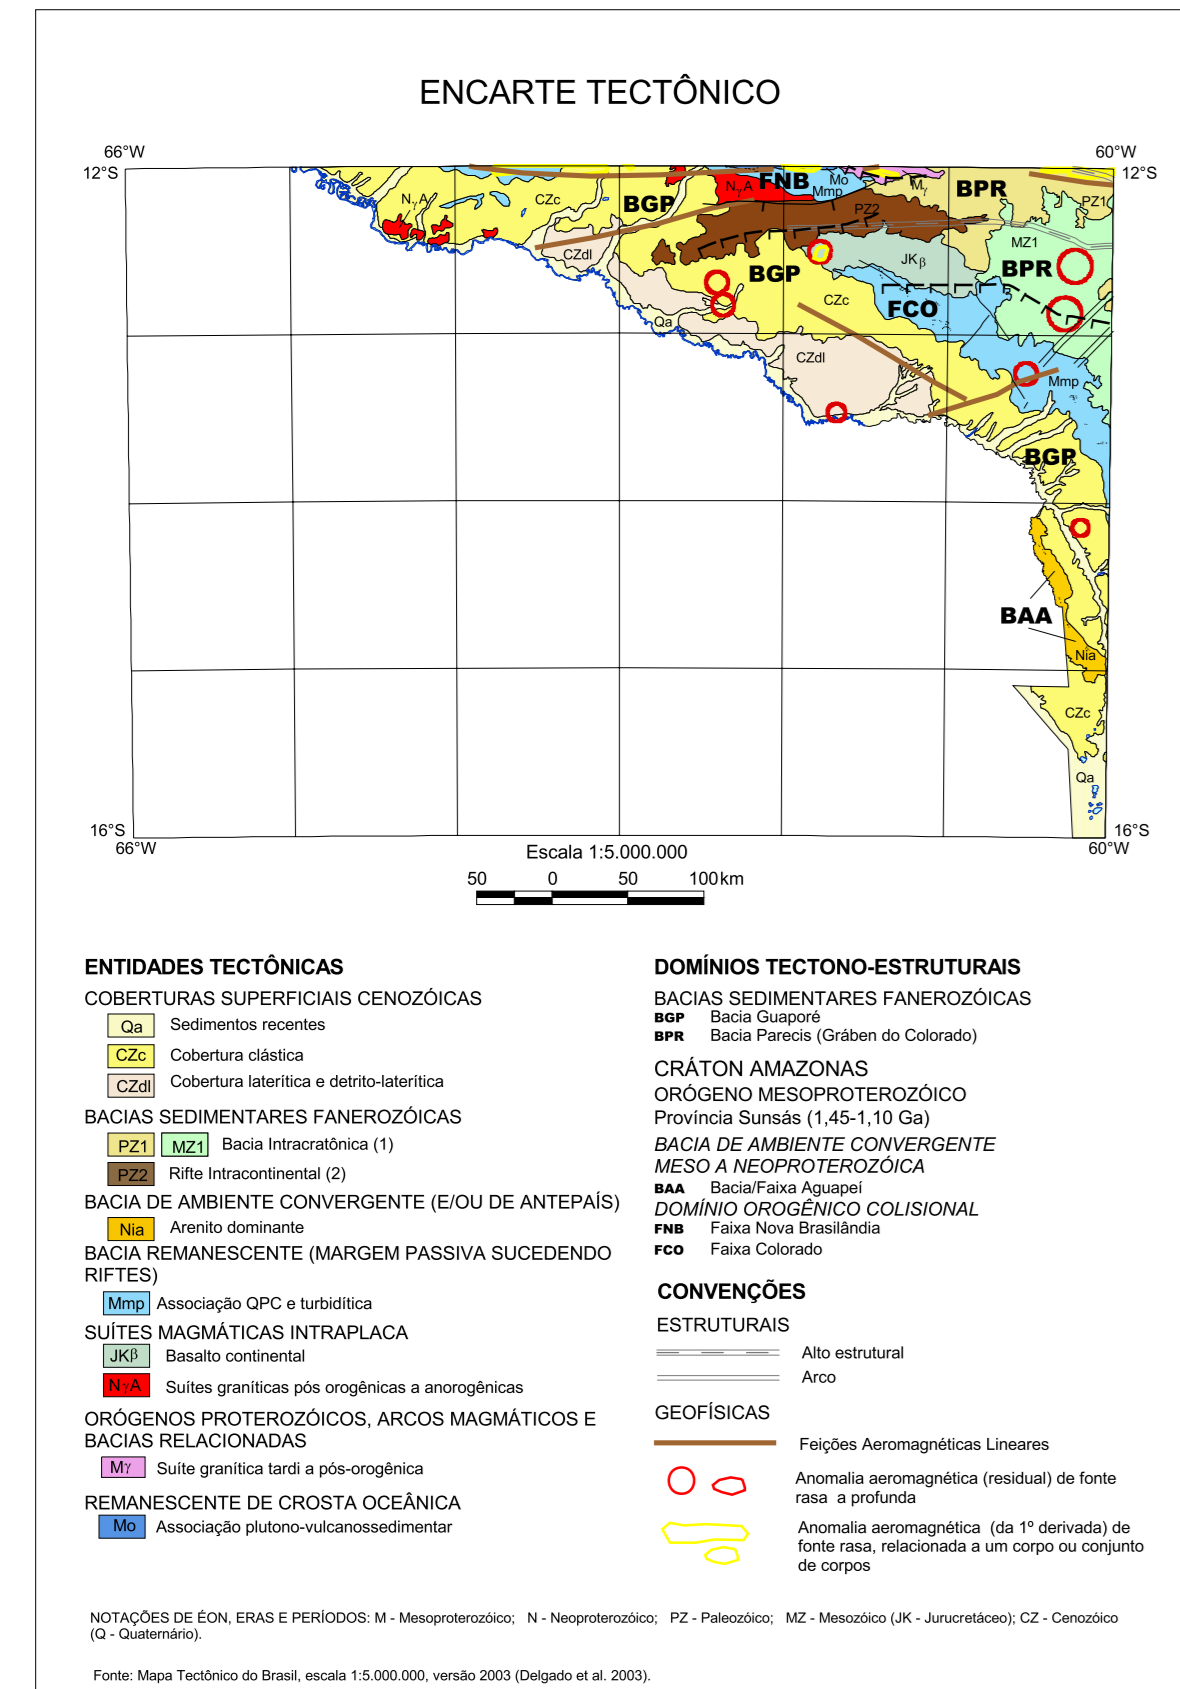 ENCARTE TECTÔNICO
66°W
60°W
12°S
12°S
NγA
CZc
BGP
NγA
FNB
Mo
Mmp
Mγ
BPR
PZ1
PZ2
CZdl
MZ1
JKβ
BPR
BGP
CZc
FCO
Qa
CZdl
Mmp
BGP
BAA
Nia
CZc
Qa
16°S
16°S
66°W
60°W
Escala 1:5.000.000
50 0 50 100km
ENTIDADES TECTÔNICAS
COBERTURAS SUPERFICIAIS CENOZÓICAS
Qa Sedimentos recentes
CZc Cobertura clástica
CZdl Cobertura laterítica e detrito-laterítica
BACIAS SEDIMENTARES FANEROZÓICAS
PZ1 MZ1 Bacia Intracratônica (1)
PZ2 Rifte Intracontinental (2)
BACIA DE AMBIENTE CONVERGENTE (E/OU DE ANTEPAÍS)
Nia Arenito dominante
BACIA REMANESCENTE (MARGEM PASSIVA SUCEDENDO
RIFTES)
Mmp Associação QPC e turbidítica
SUÍTES MAGMÁTICAS INTRAPLACA
JKβ Basalto continental
NγA Suítes graníticas pós orogênicas a anorogênicas
ORÓGENOS PROTEROZÓICOS, ARCOS MAGMÁTICOS E
BACIAS RELACIONADAS
Mγ Suíte granítica tardi a pós-orogênica
REMANESCENTE DE CROSTA OCEÂNICA
Mo Associação plutono-vulcanossedimentar
DOMÍNIOS TECTONO-ESTRUTURAIS
BACIAS SEDIMENTARES FANEROZÓICAS
BGP Bacia Guaporé
BPR Bacia Parecis (Gráben do Colorado)
CRÁTON AMAZONAS
ORÓGENO MESOPROTEROZÓICO
Província Sunsás (1,45-1,10 Ga)
BACIA DE AMBIENTE CONVERGENTE
MESO A NEOPROTEROZÓICA
BAA Bacia/Faixa Aguapeí
DOMÍNIO OROGÊNICO COLISIONAL
FNB Faixa Nova Brasilândia
FCO Faixa Colorado
CONVENÇÕES
ESTRUTURAIS
Alto estrutural
Arco
GEOFÍSICAS
Feições Aeromagnéticas Lineares
Anomalia aeromagnética (residual) de fonte
rasa a profunda
Anomalia aeromagnética (da 1º derivada) de
fonte rasa, relacionada a um corpo ou conjunto
de corpos
NOTAÇÕES DE ÉON, ERAS E PERÍODOS: M - Mesoproterozóico; N - Neoproterozóico; PZ - Paleozóico; MZ - Mesozóico (JK - Jurucretáceo); CZ - Cenozóico
(Q - Quaternário).
Fonte: Mapa Tectônico do Brasil, escala 1:5.000.000, versão 2003 (Delgado et al. 2003).